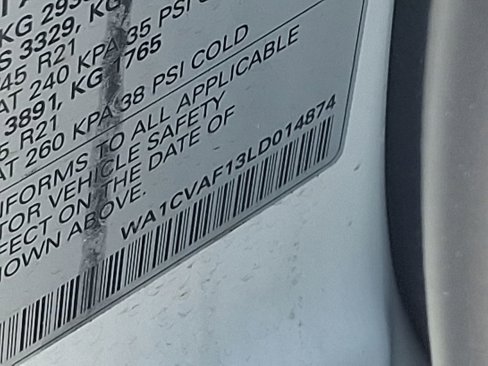 KG 293
S 3329, KG
45 R21
AT 240 KPA 35 PSI
3891, KG 1765
5 R21
AT 260 KPA 38 PSI COLD
NFORMS TO ALL APPLICABLE
TOR VEHICLE SAFETY
FECT ON THE DATE OF
HOWN ABOVE.
WA1CVAF13LD014874